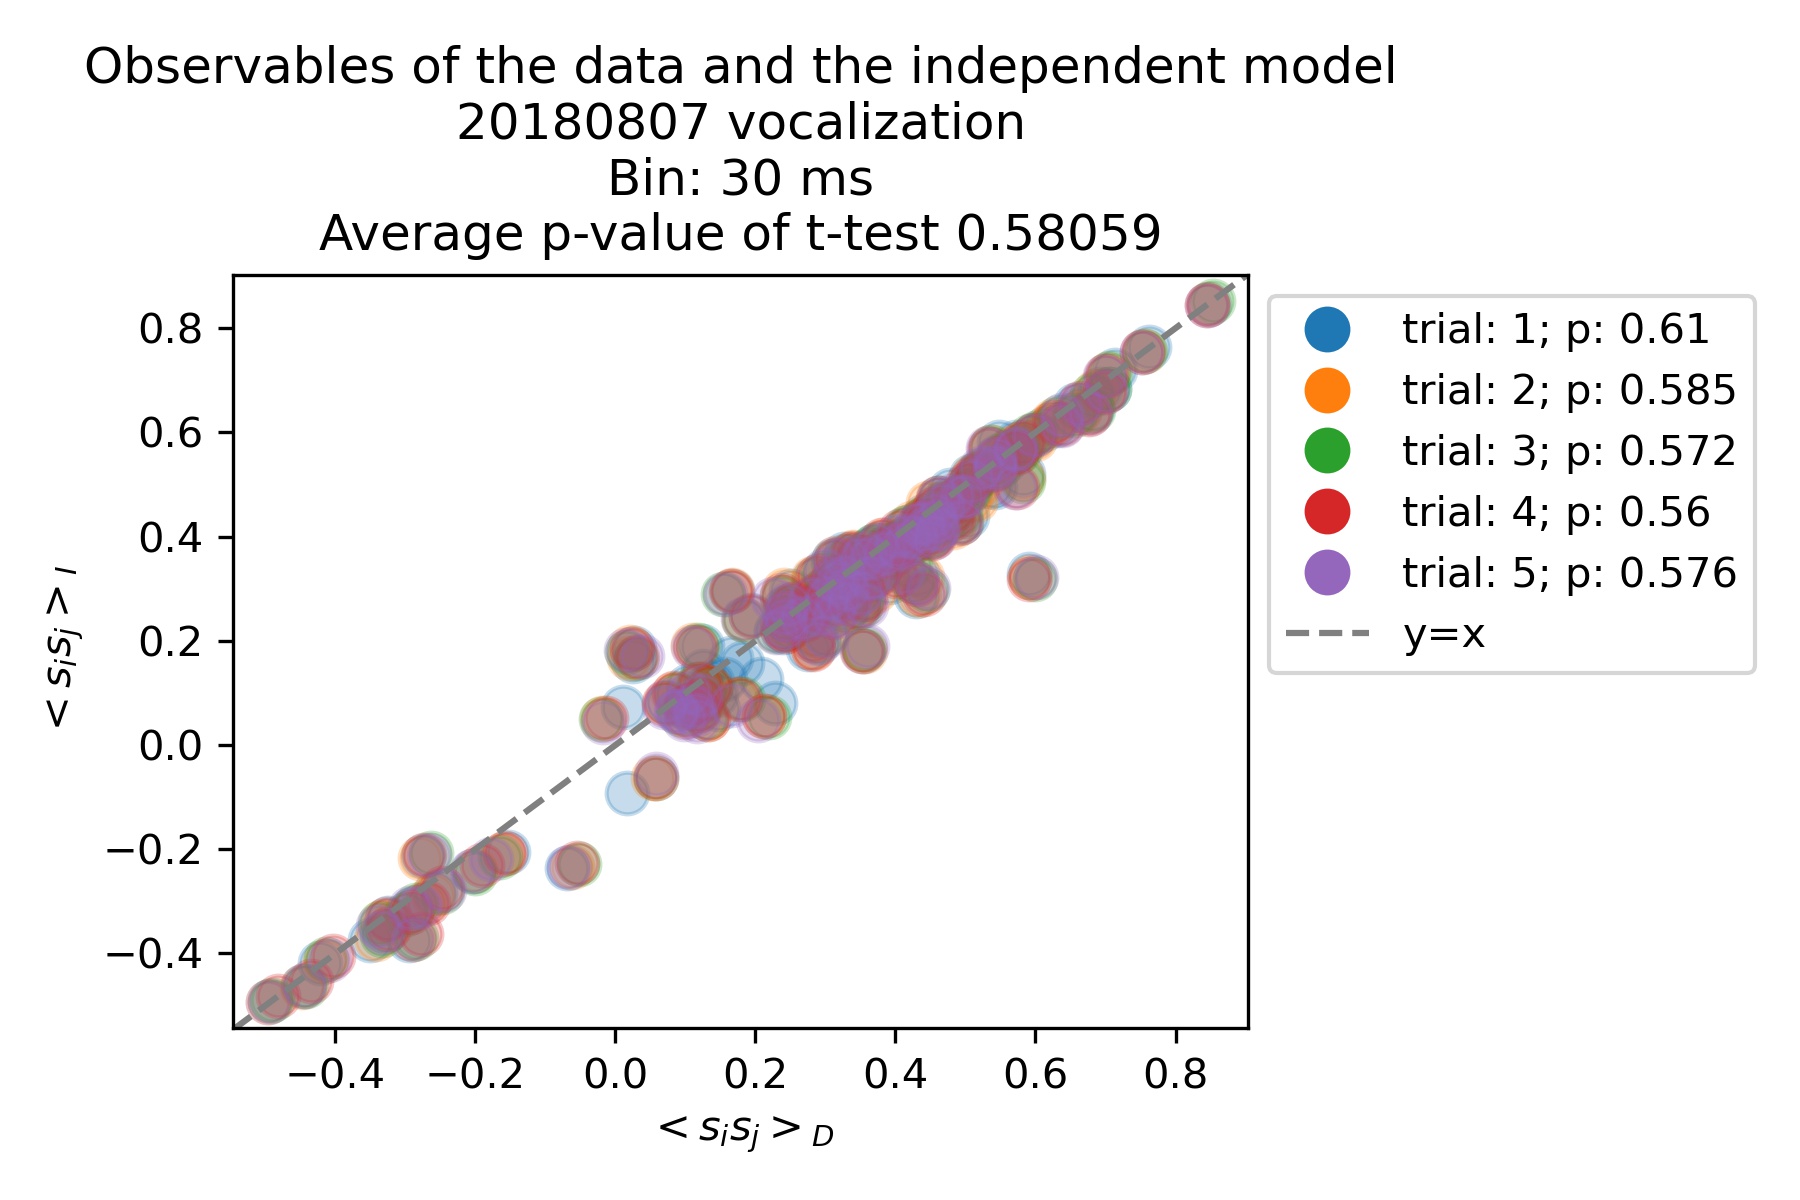 Observables of the data and the independent model
20180807 vocalization
Bin: 30 ms
Average p-value of t-test 0.58059
0.8
0.6
0.4
0.2
0.0
−0.2
−0.4
<s_i s_j>_I
−0.4 −0.2 0.0 0.2 0.4 0.6 0.8
<s_i s_j>_D
trial: 1; p: 0.61
trial: 2; p: 0.585
trial: 3; p: 0.572
trial: 4; p: 0.56
trial: 5; p: 0.576
y=x